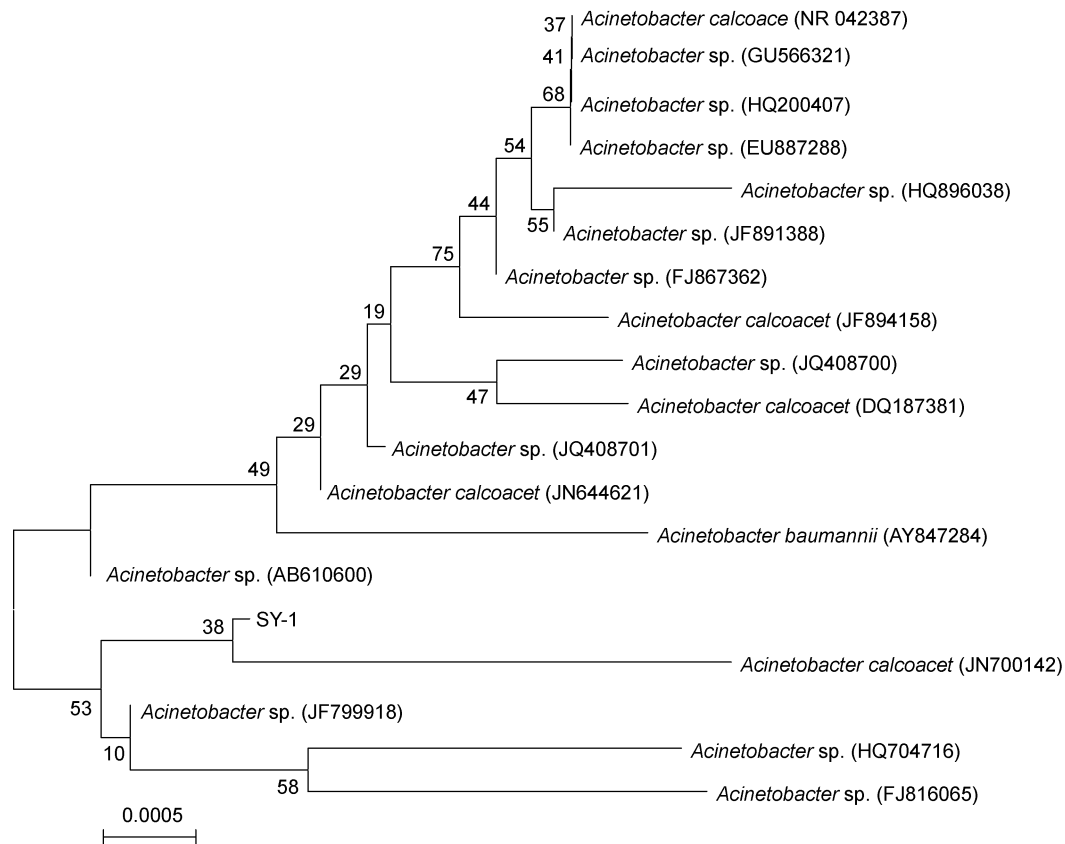 37
Acinetobacter calcoace (NR 042387)
41
Acinetobacter sp. (GU566321)
68
Acinetobacter sp. (HQ200407)
54
Acinetobacter sp. (EU887288)
Acinetobacter sp. (HQ896038)
44
55
Acinetobacter sp. (JF891388)
75
Acinetobacter sp. (FJ867362)
19
Acinetobacter calcoacet (JF894158)
Acinetobacter sp. (JQ408700)
29
47
Acinetobacter calcoacet (DQ187381)
29
Acinetobacter sp. (JQ408701)
49
Acinetobacter calcoacet (JN644621)
Acinetobacter baumannii (AY847284)
Acinetobacter sp. (AB610600)
38
SY-1
Acinetobacter calcoacet (JN700142)
53
Acinetobacter sp. (JF799918)
10
Acinetobacter sp. (HQ704716)
58
Acinetobacter sp. (FJ816065)
0.0005